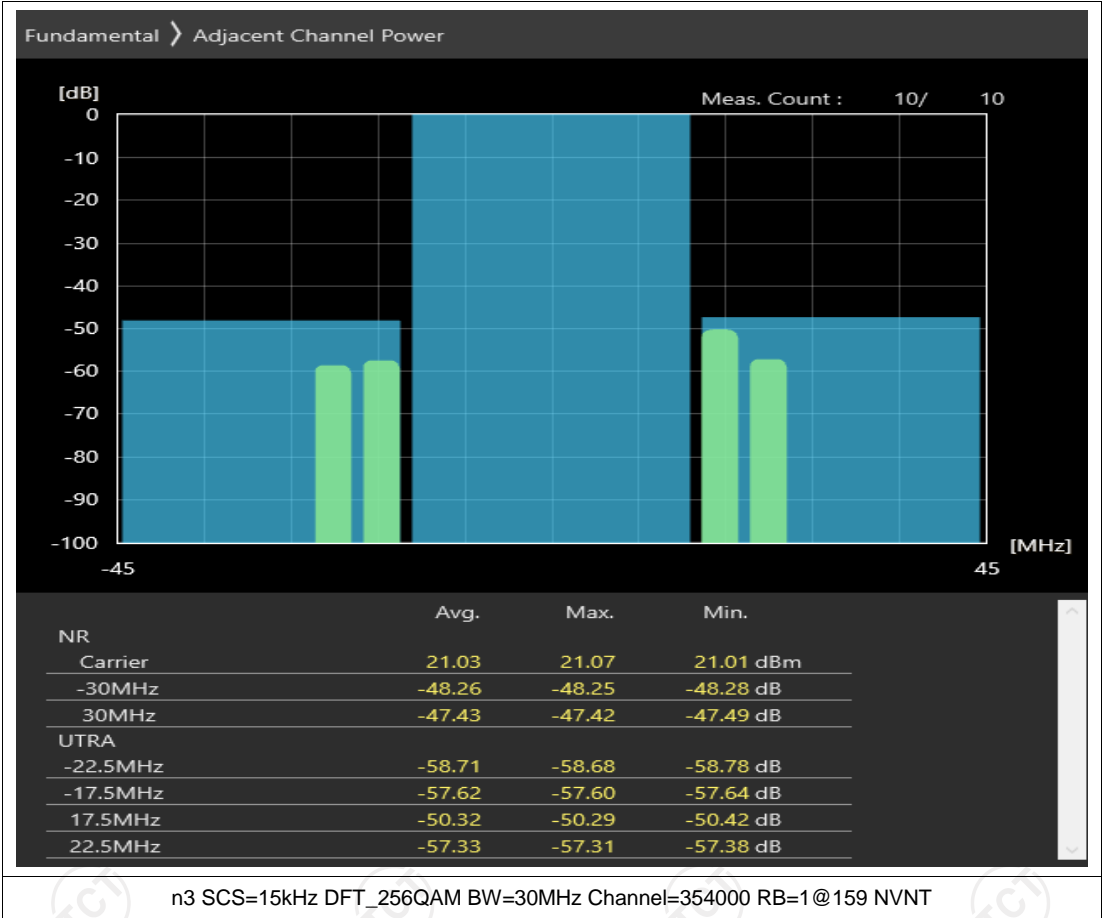 Fundamental ❯ Adjacent Channel Power
[dB]
Meas. Count : 10/ 10
0
-10
-20
-30
-40
-50
-60
-70
-80
-90
-100
[MHz]
-45 45
Avg. Max. Min.
NR
Carrier 21.03 21.07 21.01 dBm
-30MHz -48.26 -48.25 -48.28 dB
30MHz -47.43 -47.42 -47.49 dB
UTRA
-22.5MHz -58.71 -58.68 -58.78 dB
-17.5MHz -57.62 -57.60 -57.64 dB
17.5MHz -50.32 -50.29 -50.42 dB
22.5MHz -57.33 -57.31 -57.38 dB
n3 SCS=15kHz DFT_256QAM BW=30MHz Channel=354000 RB=1@159 NVNT
TCT TCT TCT